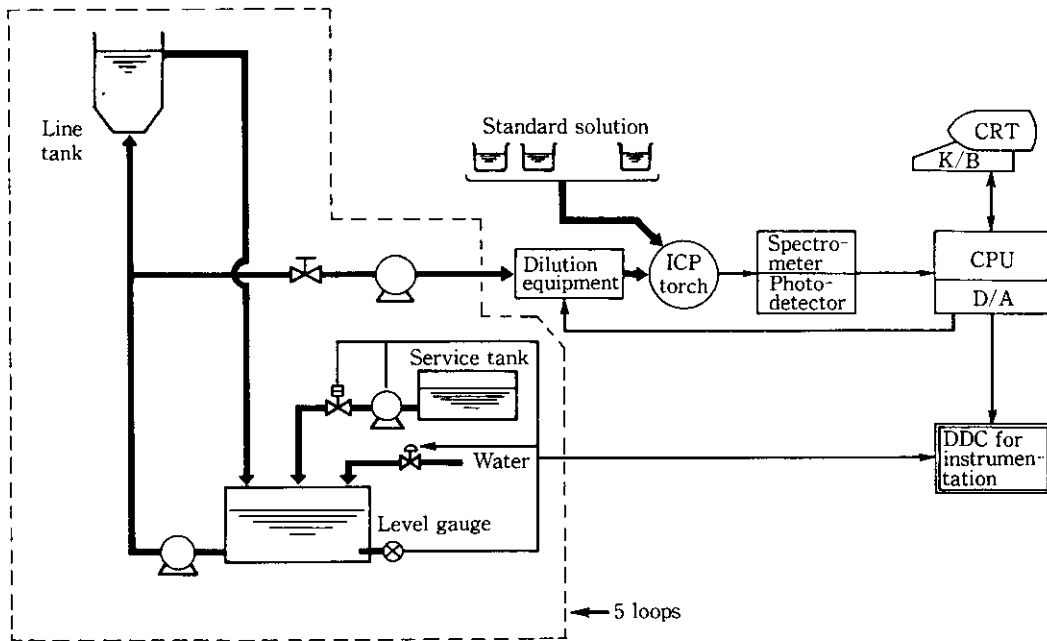 Line
tank
Standard solution
CRT
K/B
Dilution
equipment
ICP
torch
Spectro-
meter
Photo-
detector
CPU
D/A
Service tank
Water
Level gauge
DDC for
instrumen-
tation
5 loops